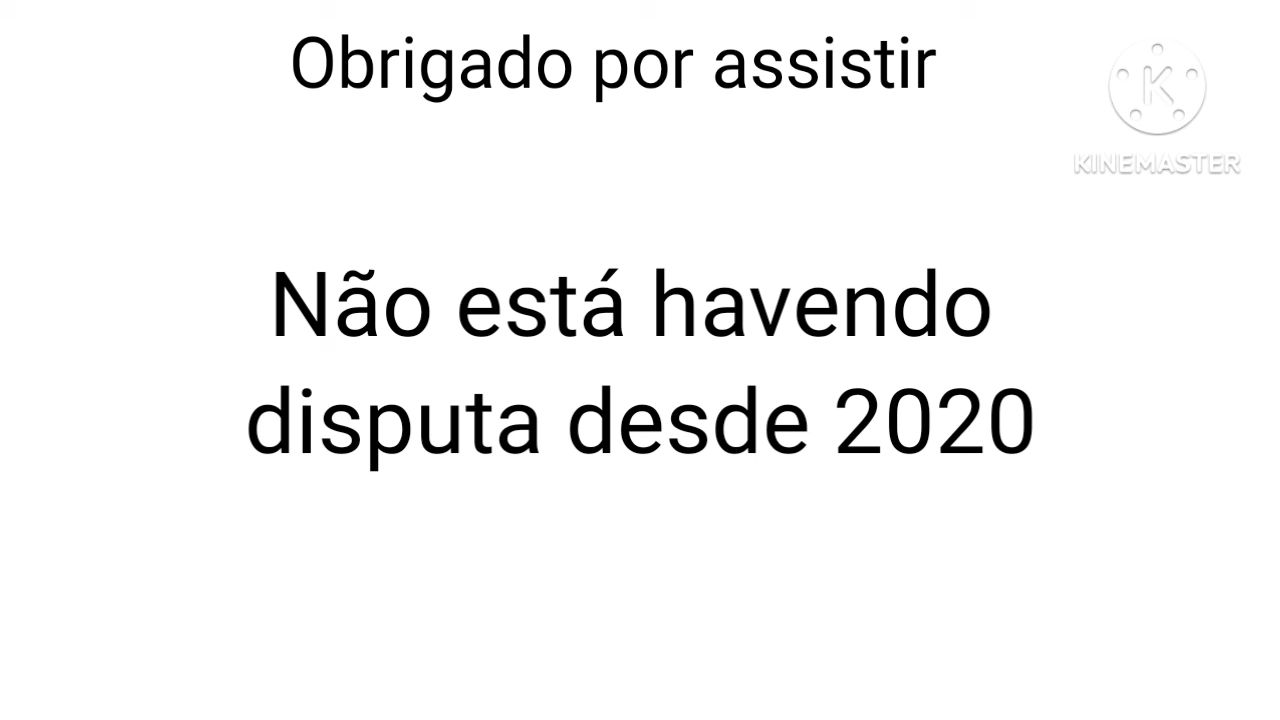 Obrigado por assistir
KINEMASTER
Não está havendo
disputa desde 2020